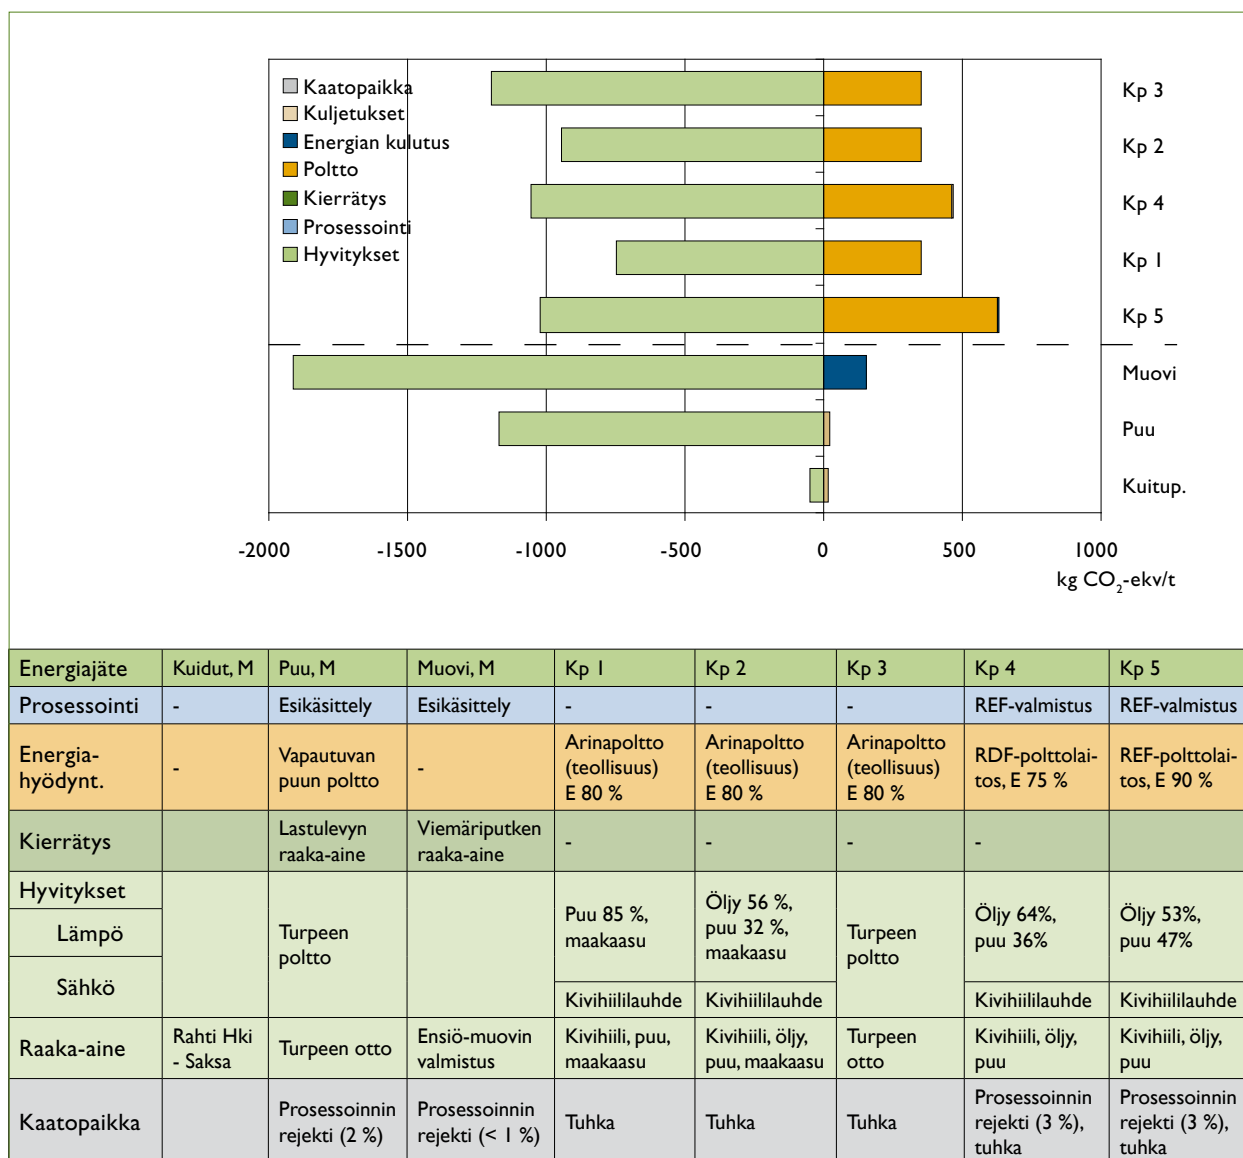 Kaatopaikka
Kuljetukset
Energian kulutus
Poltto
Kierrätys
Prosessointi
Hyvitykset
Kp 3
Kp 2
Kp 4
Kp 1
Kp 5
Muovi
Puu
Kuitup.
-2000 -1500 -1000 -500 0 500 1000
kg CO₂-ekv/t
Energiajäte Kuidut, M Puu, M Muovi, M Kp 1 Kp 2 Kp 3 Kp 4 Kp 5
Prosessointi - Esikäsittely Esikäsittely - - - REF-valmistus REF-valmistus
Energia-
hyödynt.
-
Vapautuvan
puun poltto
-
Arinapoltto
(teollisuus)
E 80 %
Arinapoltto
(teollisuus)
E 80 %
Arinapoltto
(teollisuus)
E 80 %
RDF-polttolai-
tos, E 75 %
REF-polttolai-
tos, E 90 %
Kierrätys
Lastulevyn
raaka-aine
Viemäriputken
raaka-aine
- - - -
Hyvitykset
Lämpö
Sähkö
Turpeen
poltto
Puu 85 %,
maakaasu
Kivihiililauhde
Öljy 56 %,
puu 32 %,
maakaasu
Kivihiililauhde
Turpeen
poltto
Öljy 64%,
puu 36%
Kivihiililauhde
Öljy 53%,
puu 47%
Kivihiililauhde
Raaka-aine
Rahti Hki
- Saksa
Turpeen otto
Ensiö-muovin
valmistus
Kivihiili, puu,
maakaasu
Kivihiili, öljy,
puu, maakaasu
Turpeen
otto
Kivihiili, öljy,
puu
Kivihiili, öljy,
puu
Kaatopaikka
Prosessoinnin
rejekti (2 %)
Prosessoinnin
rejekti (< 1 %)
Tuhka
Tuhka
Tuhka
Prosessoinnin
rejekti (3 %),
tuhka
Prosessoinnin
rejekti (3 %),
tuhka